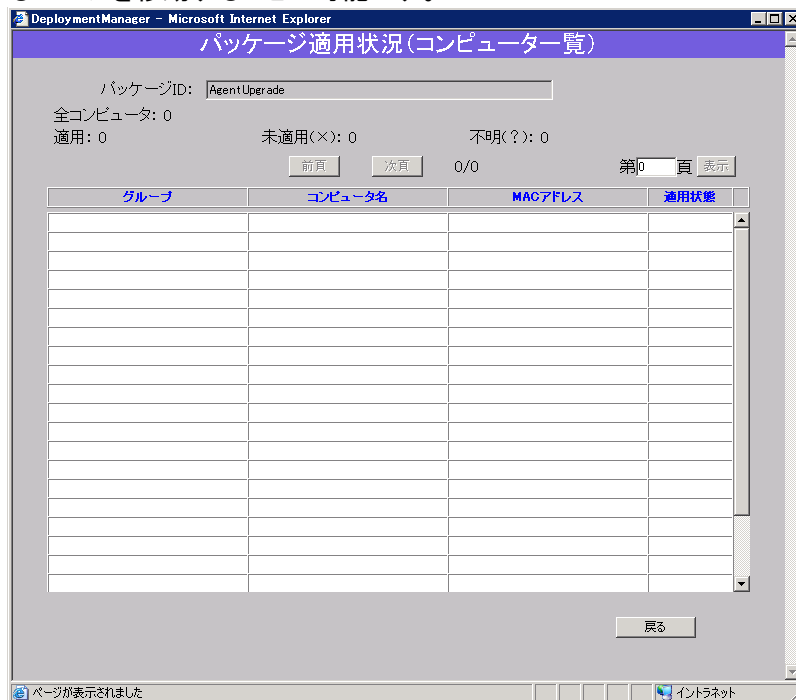 DeploymentManager - Microsoft Internet Explorer
パッケージ適用状況(コンピューター覧)
パッケージID: AgentUpgrade
全コンピュータ: 0
適用: 0 未適用(×): 0 不明(?): 0
前頁 次頁 0/0 第0 頁 表示
グループ コンピュータ名 MACアドレス 適用状態
戻る
ページが表示されました イントラネット